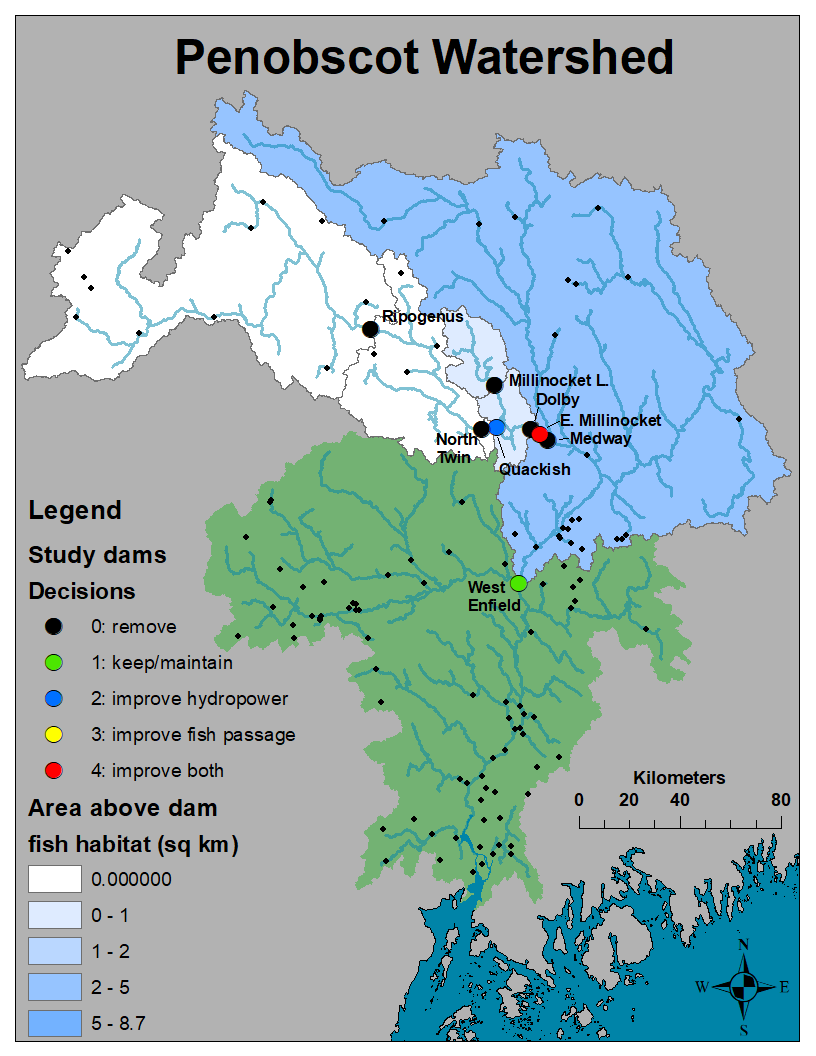 Penobscot Watershed
Ripogenus
Millinocket L.
Dolby
E. Millinocket
North
Twin
Medway
Quackish
West
Enfield
Legend
Study dams
Decisions
0: remove
1: keep/maintain
2: improve hydropower
3: improve fish passage
4: improve both
Area above dam
fish habitat (sq km)
0.000000
0 - 1
1 - 2
2 - 5
5 - 8.7
Kilometers
0 20 40 80
N
W E
S